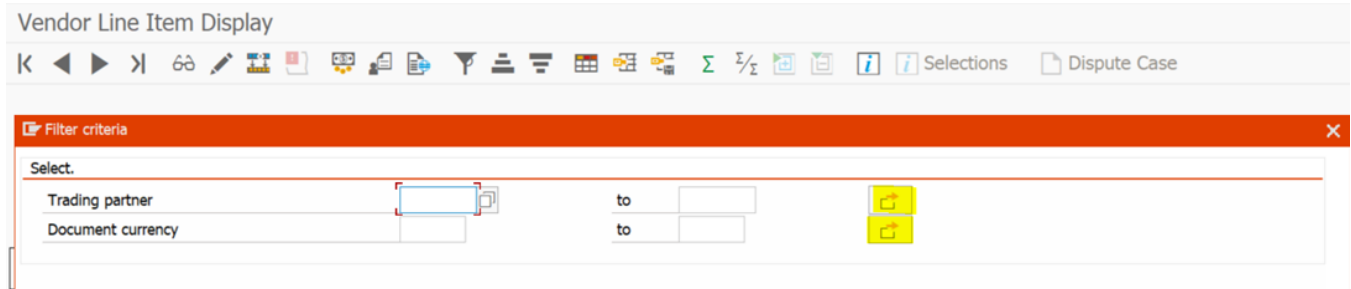 Vendor Line Item Display
Selections Dispute Case
Filter criteria
Select.
Trading partner to
Document currency to